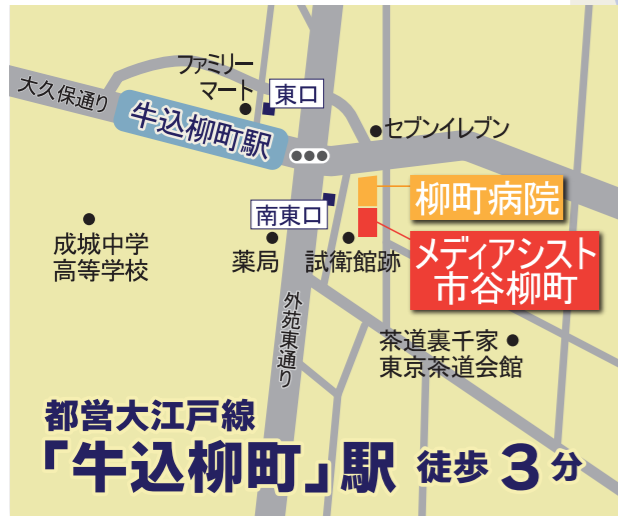 ファミリー
マート
東口
大久保通り
牛込柳町駅
セブンイレブン
柳町病院
南東口
成城中学
高等学校
薬局
試衛館跡
メディアシスト
市谷柳町
外苑東通り
茶道裏千家
東京茶道会館
都営大江戸線
「牛込柳町」駅 徒歩3分